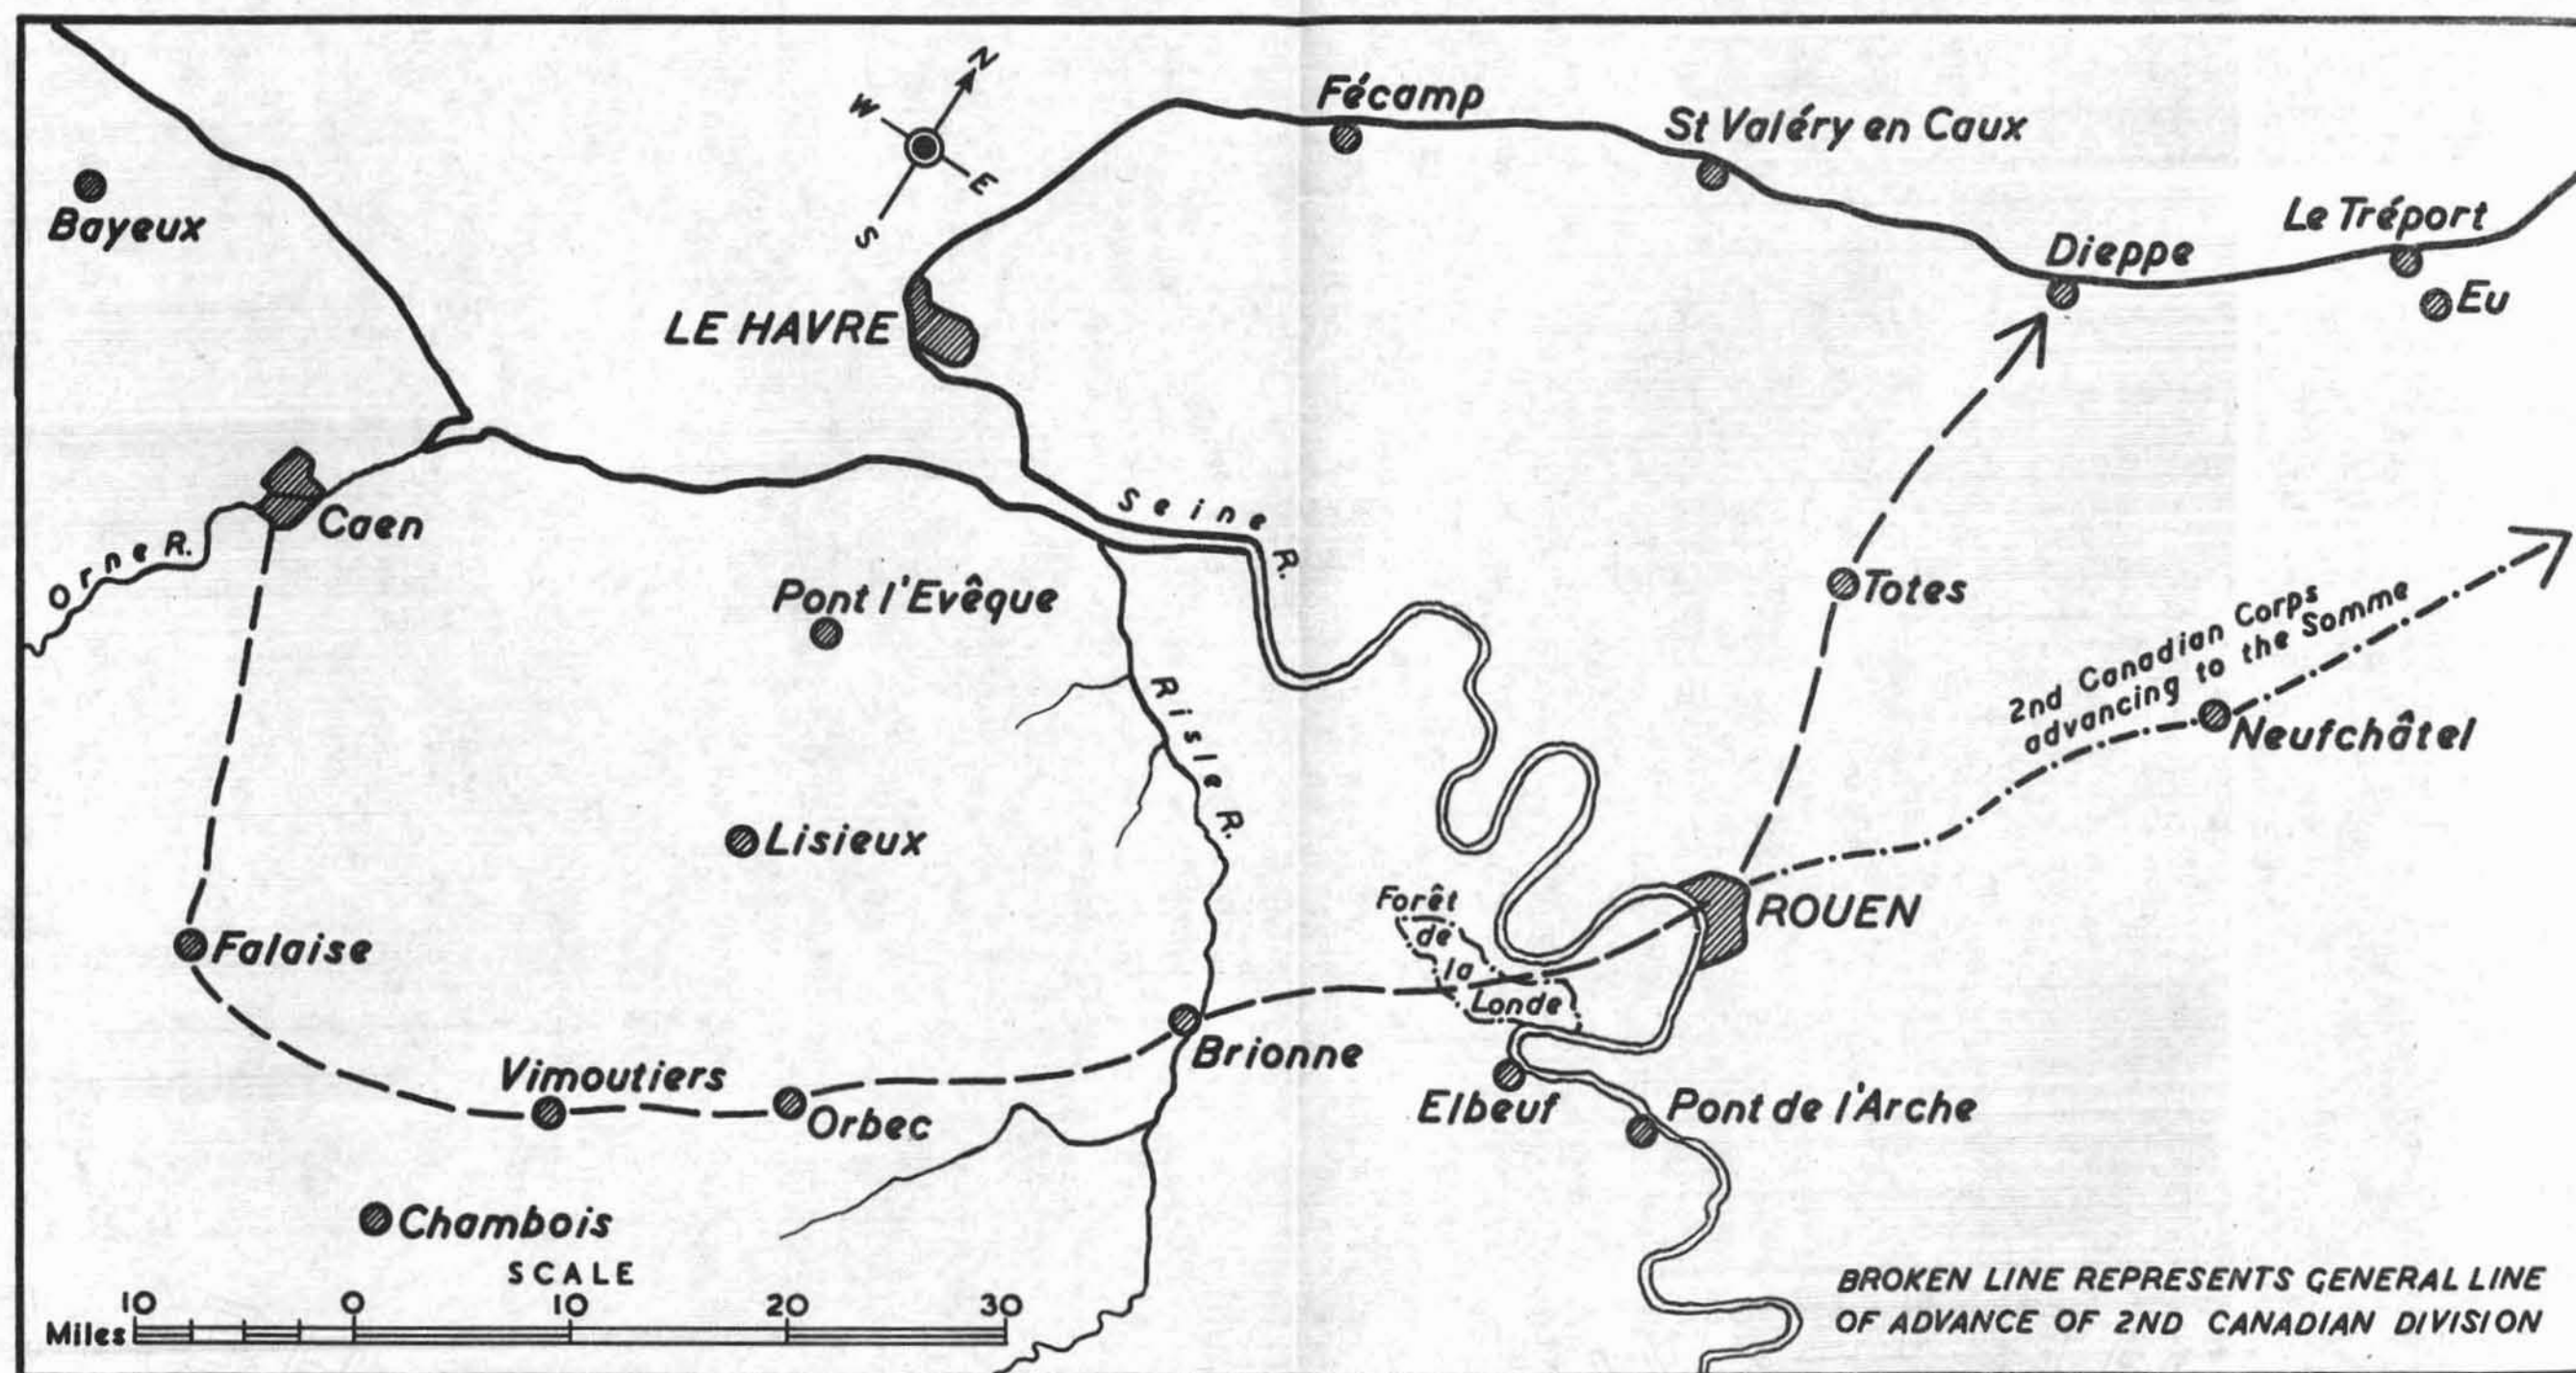 N
W
E
S
Fécamp
St Valéry en Caux
Le Tréport
Dieppe
Eu
Bayeux
LE HAVRE
Seine R.
Caen
Orne R.
Pont l'Evêque
Totes
2nd Canadian Corps
advancing to the Somme
Neufchâtel
Risle R.
Lisieux
Forêt
de
la
Londe
ROUEN
Falaise
Brionne
Vimoutiers
Orbec
Elbeuf
Pont de l'Arche
Chambois
SCALE
10 0 10 20 30
Miles
BROKEN LINE REPRESENTS GENERAL LINE
OF ADVANCE OF 2ND CANADIAN DIVISION